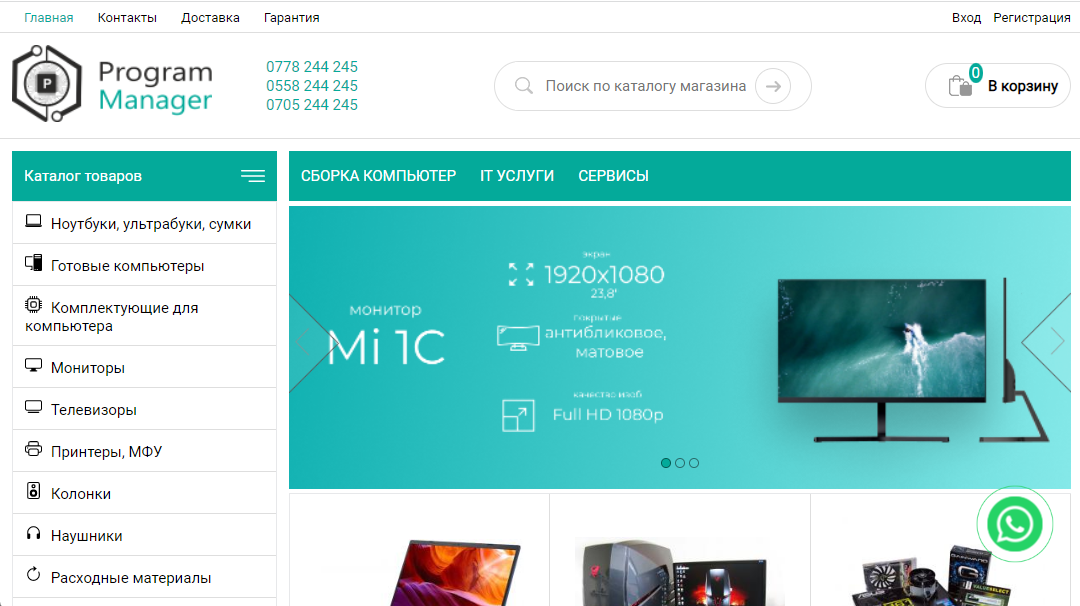 Главная Контакты Доставка Гарантия Вход Регистрация
P
Program
Manager
0778 244 245
0558 244 245
0705 244 245
Поиск по каталогу магазина
0
В корзину
Каталог товаров
СБОРКА КОМПЬЮТЕР IT УСЛУГИ СЕРВИСЫ
Ноутбуки, ультрабуки, сумки
Готовые компьютеры
Комплектующие для
компьютера
Мониторы
Телевизоры
Принтеры, МФУ
Колонки
Наушники
Расходные материалы
монитор
Mi 1C
экран
1920x1080
23,8'
покрытие
антибликовое,
матовое
качество изоб
Full HD 1080p
G
VALUESELECT